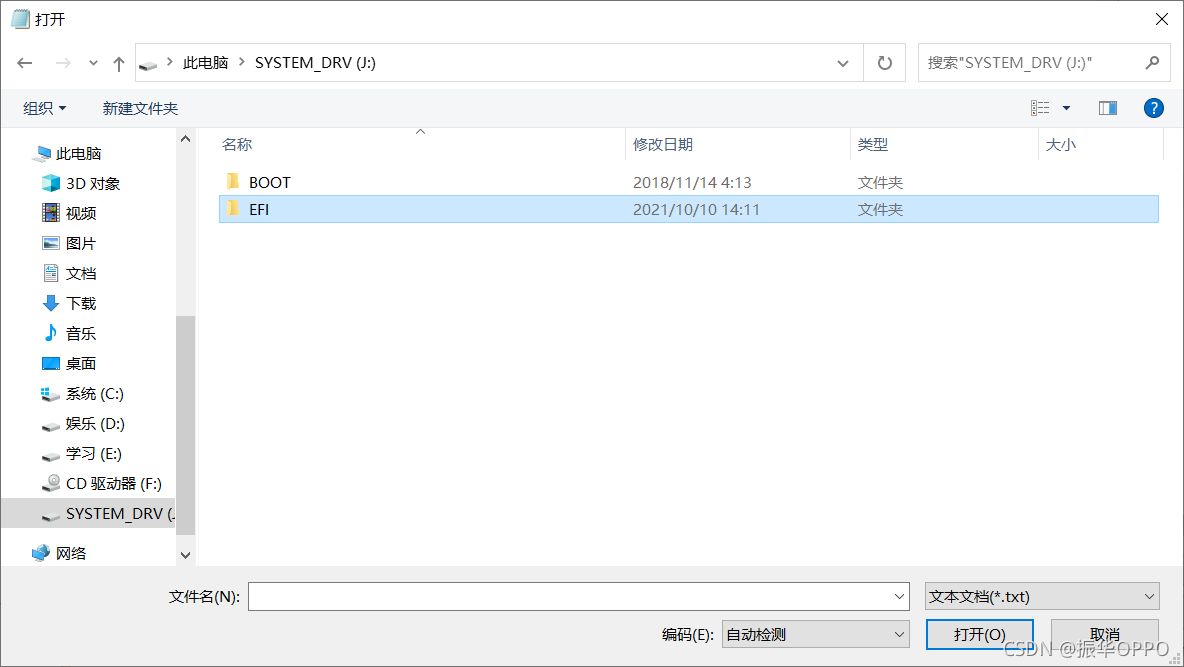 打开
此电脑 SYSTEM_DRV (J:)
搜索"SYSTEM_DRV (J:)"
组织 新建文件夹
?
名称 修改日期 类型 大小
BOOT 2018/11/14 4:13 文件夹
EFI 2021/10/10 14:11 文件夹
此电脑
3D 对象
视频
图片
文档
下载
音乐
桌面
系统 (C:)
娱乐 (D:)
学习 (E:)
CD 驱动器 (F:)
SYSTEM_DRV (J
网络
文件名(N):
文本文档(*.txt)
编码(E): 自动检测
打开(O) 取消
CSDN @振华OPPO